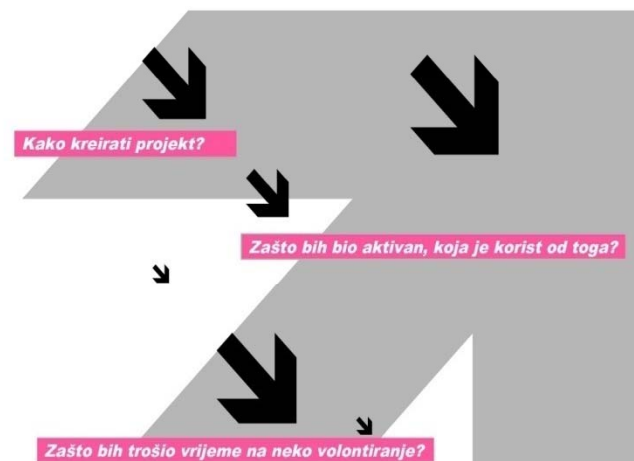 Kako kreirati projekt?
Zašto bih bio aktivan, koja je korist od toga?
Zašto bih trošio vrijeme na neko volontiranje?